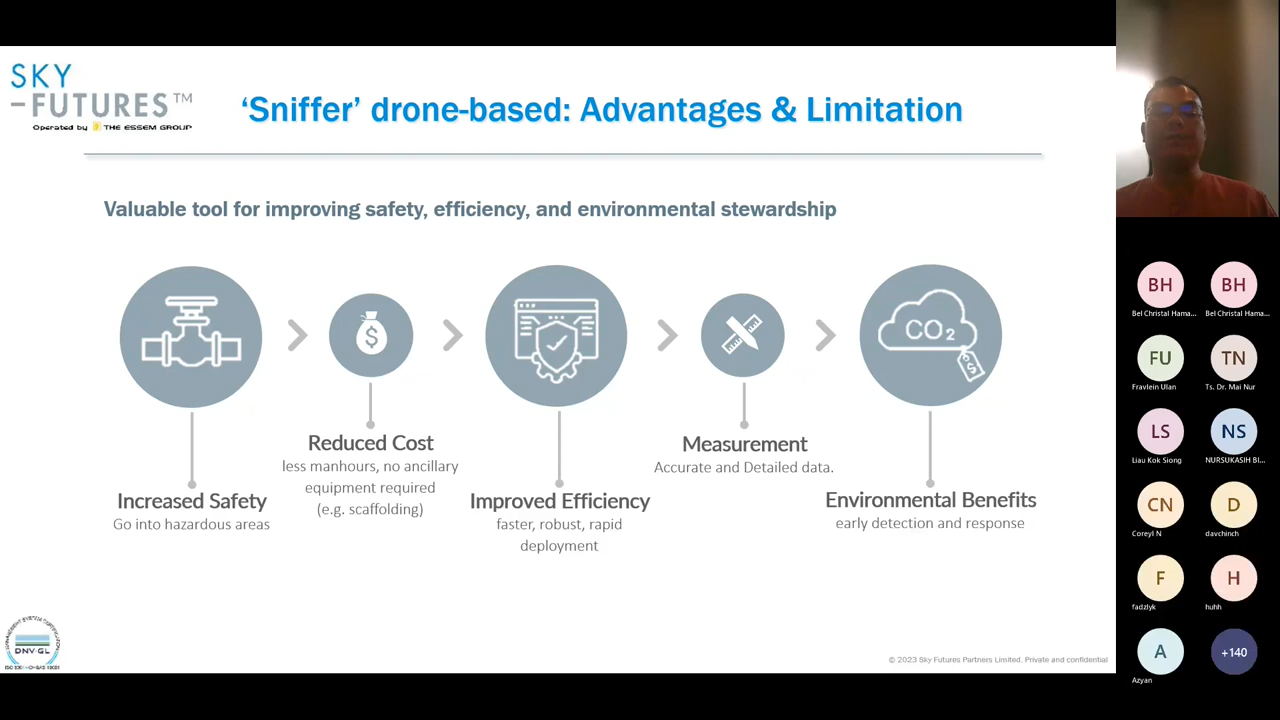 SKY
-FUTURES™
Operated by THE ESSEM GROUP
‘Sniffer’ drone-based: Advantages & Limitation
Valuable tool for improving safety, efficiency, and environmental stewardship
$
CO₂
$
Increased Safety
Go into hazardous areas
Reduced Cost
less manhours, no ancillary
equipment required
(e.g. scaffolding)
Improved Efficiency
faster, robust, rapid
deployment
Measurement
Accurate and Detailed data.
Environmental Benefits
early detection and response
DNV·GL
© 2023 Sky Futures Partners Limited. Private and confidential
BH
Bel Christal Hama...
BH
Bel Christal Hama...
FU
Fravlein Ulan
TN
Ts. Dr. Mai Nur
LS
Liau Kok Siong
NS
NURSUKASIH BI...
CN
Coreyl N
D
davchinch
F
fadzlyk
H
huhh
A
Azyan
+140